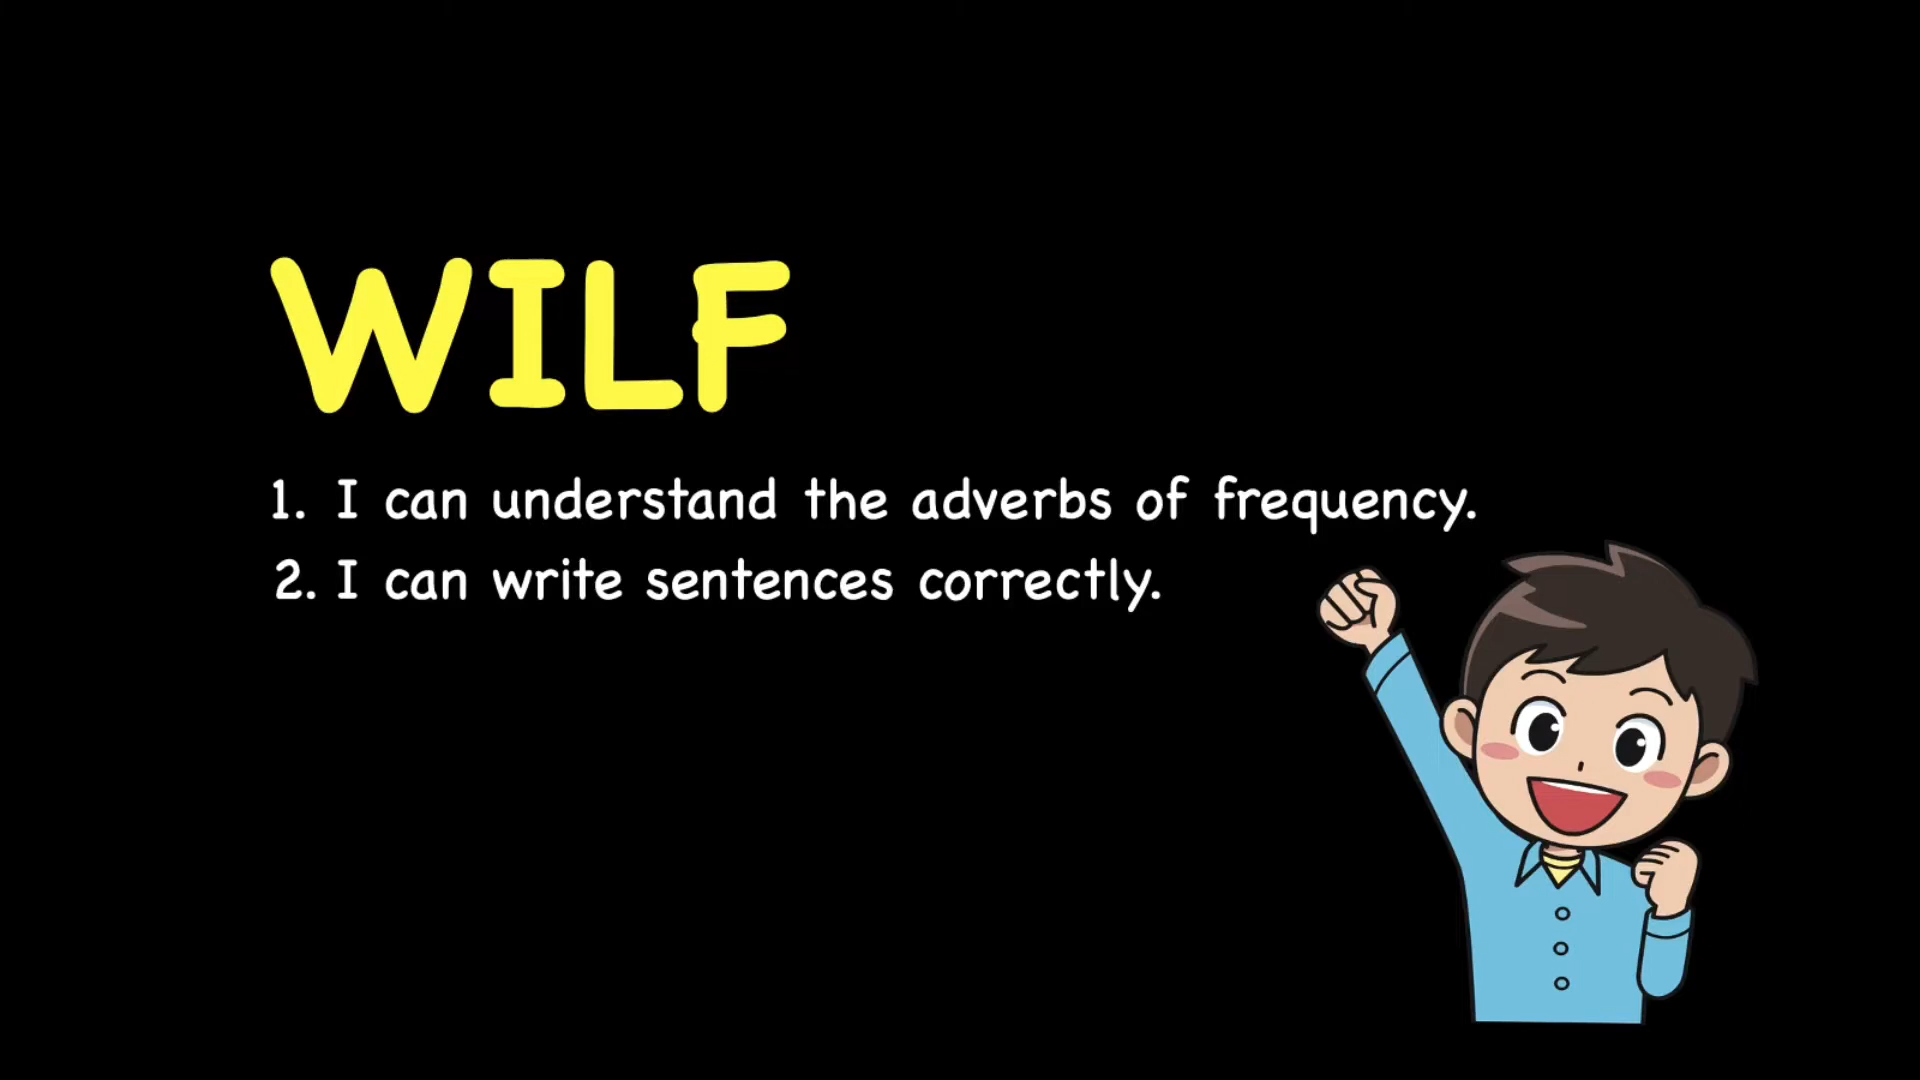 WILF
1. I can understand the adverbs of frequency.
2. I can write sentences correctly.